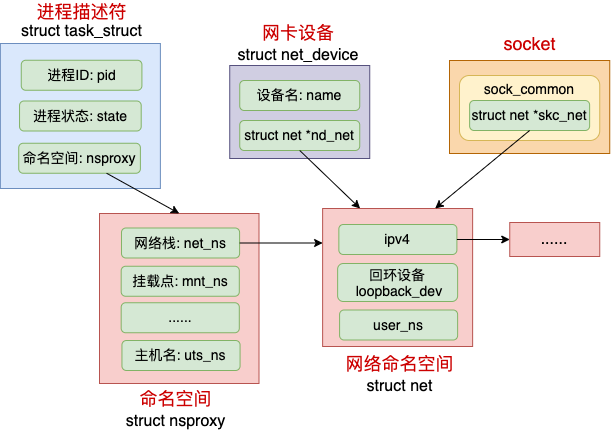 进程描述符
struct task_struct
进程ID: pid
进程状态: state
命名空间: nsproxy
网卡设备
struct net_device
设备名: name
struct net *nd_net
socket
sock_common
struct net *skc_net
网络栈: net_ns
挂载点: mnt_ns
......
主机名: uts_ns
命名空间
struct nsproxy
ipv4
回环设备
loopback_dev
user_ns
网络命名空间
struct net
......